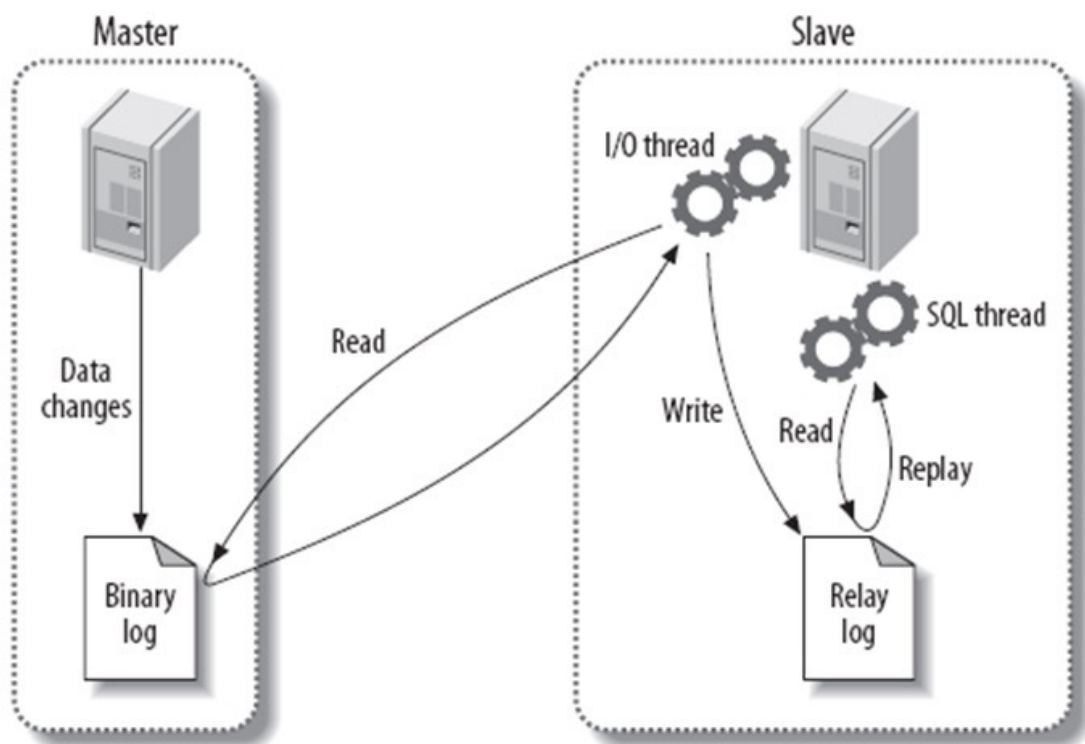 Master
Slave
I/O thread
SQL thread
Read
Data
changes
Write
Read
Replay
Binary
log
Relay
log